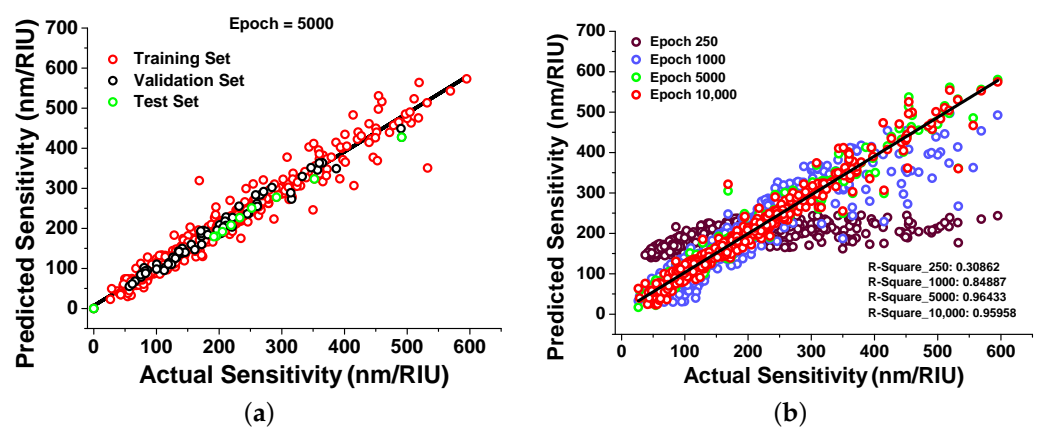 Epoch = 5000
Training Set
Validation Set
Test Set
Predicted Sensitivity (nm/RIU)
700
600
500
400
300
200
100
0
0 100 200 300 400 500 600
Actual Sensitivity (nm/RIU)
(a)
Epoch 250
Epoch 1000
Epoch 5000
Epoch 10,000
Predicted Sensitivity (nm/RIU)
700
600
500
400
300
200
100
0
R-Square_250: 0.30862
R-Square_1000: 0.84887
R-Square_5000: 0.96433
R-Square_10,000: 0.95958
0 100 200 300 400 500 600
Actual Sensitivity (nm/RIU)
(b)